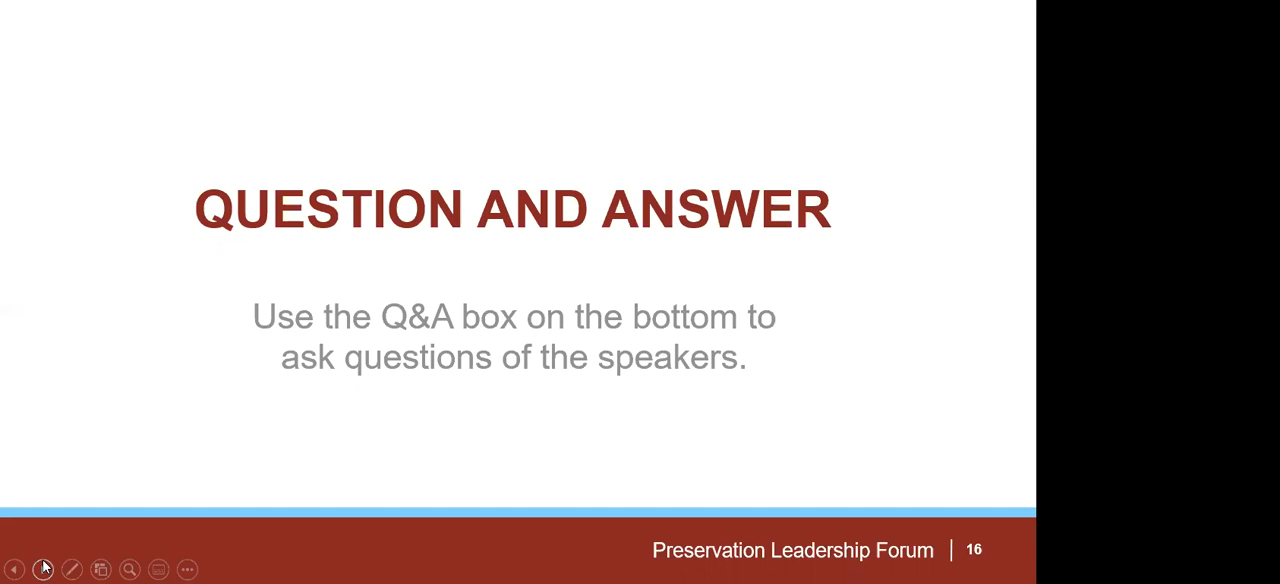 QUESTION AND ANSWER
Use the Q&A box on the bottom to
ask questions of the speakers.
Preservation Leadership Forum | 16